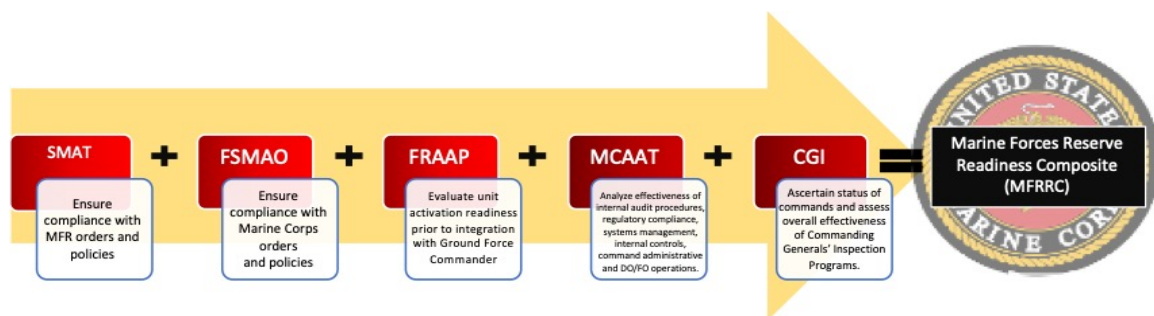 SMAT
Ensure
compliance with
MFR orders and
policies
+
FSMAO
Ensure
compliance with
Marine Corps
orders
and policies
+
FRAAP
Evaluate unit
activation readiness
prior to integration
with Ground Force
Commander
+
MCAAT
Analyze effectiveness of
internal audit procedures,
regulatory compliance,
systems management,
internal controls,
command administrative
and DO/FO operations.
+
CGI
Ascertain status of
commands and assess
overall effectiveness
of Commanding
Generals’ Inspection
Programs.
=
UNITED STATES
Marine Forces Reserve
Readiness Composite
(MFRRC)
MARINE CORPS